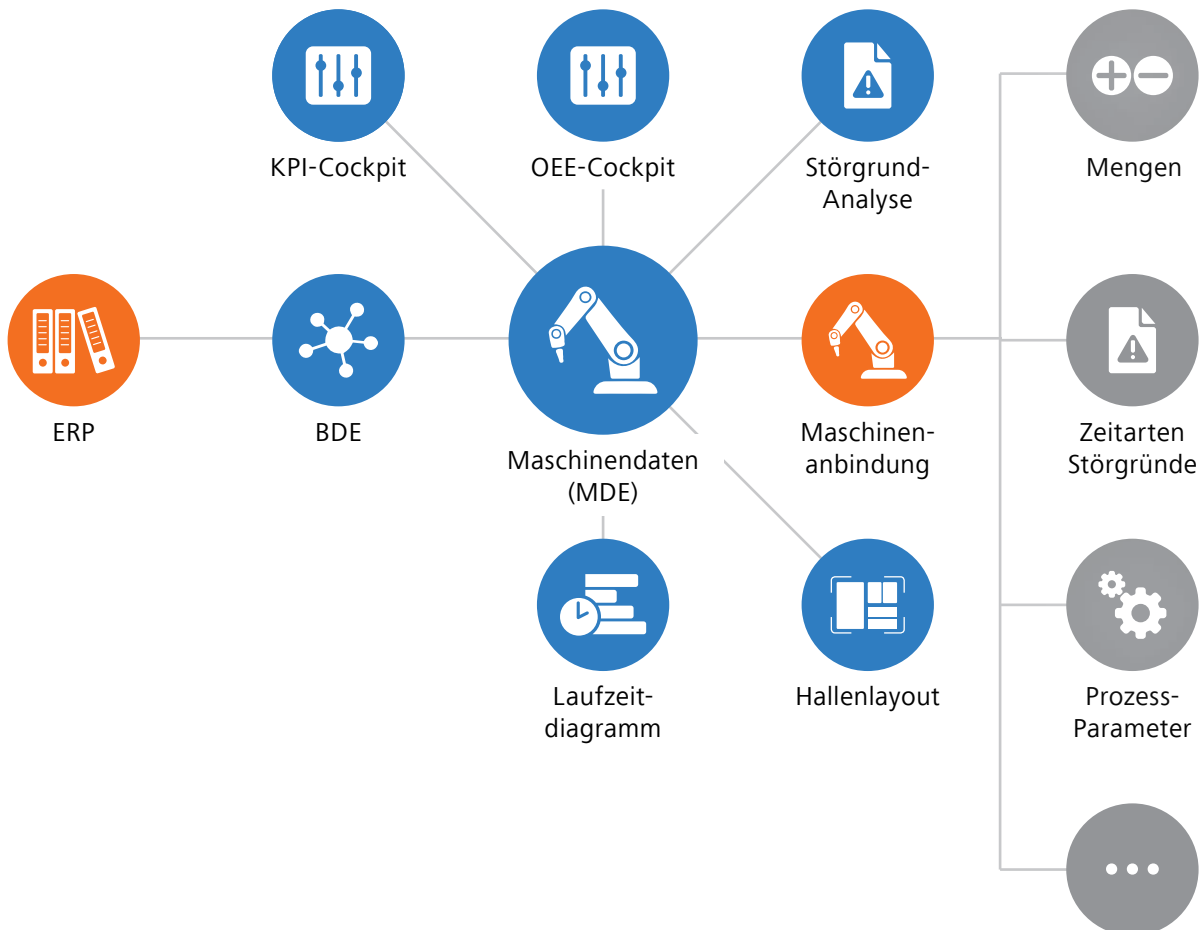 KPI-Cockpit
OEE-Cockpit
Störgrund-
Analyse
Mengen
ERP
BDE
Maschinendaten
(MDE)
Maschinen-
anbindung
Zeitarten
Störgründe
Laufzeit-
diagramm
Hallenlayout
Prozess-
Parameter